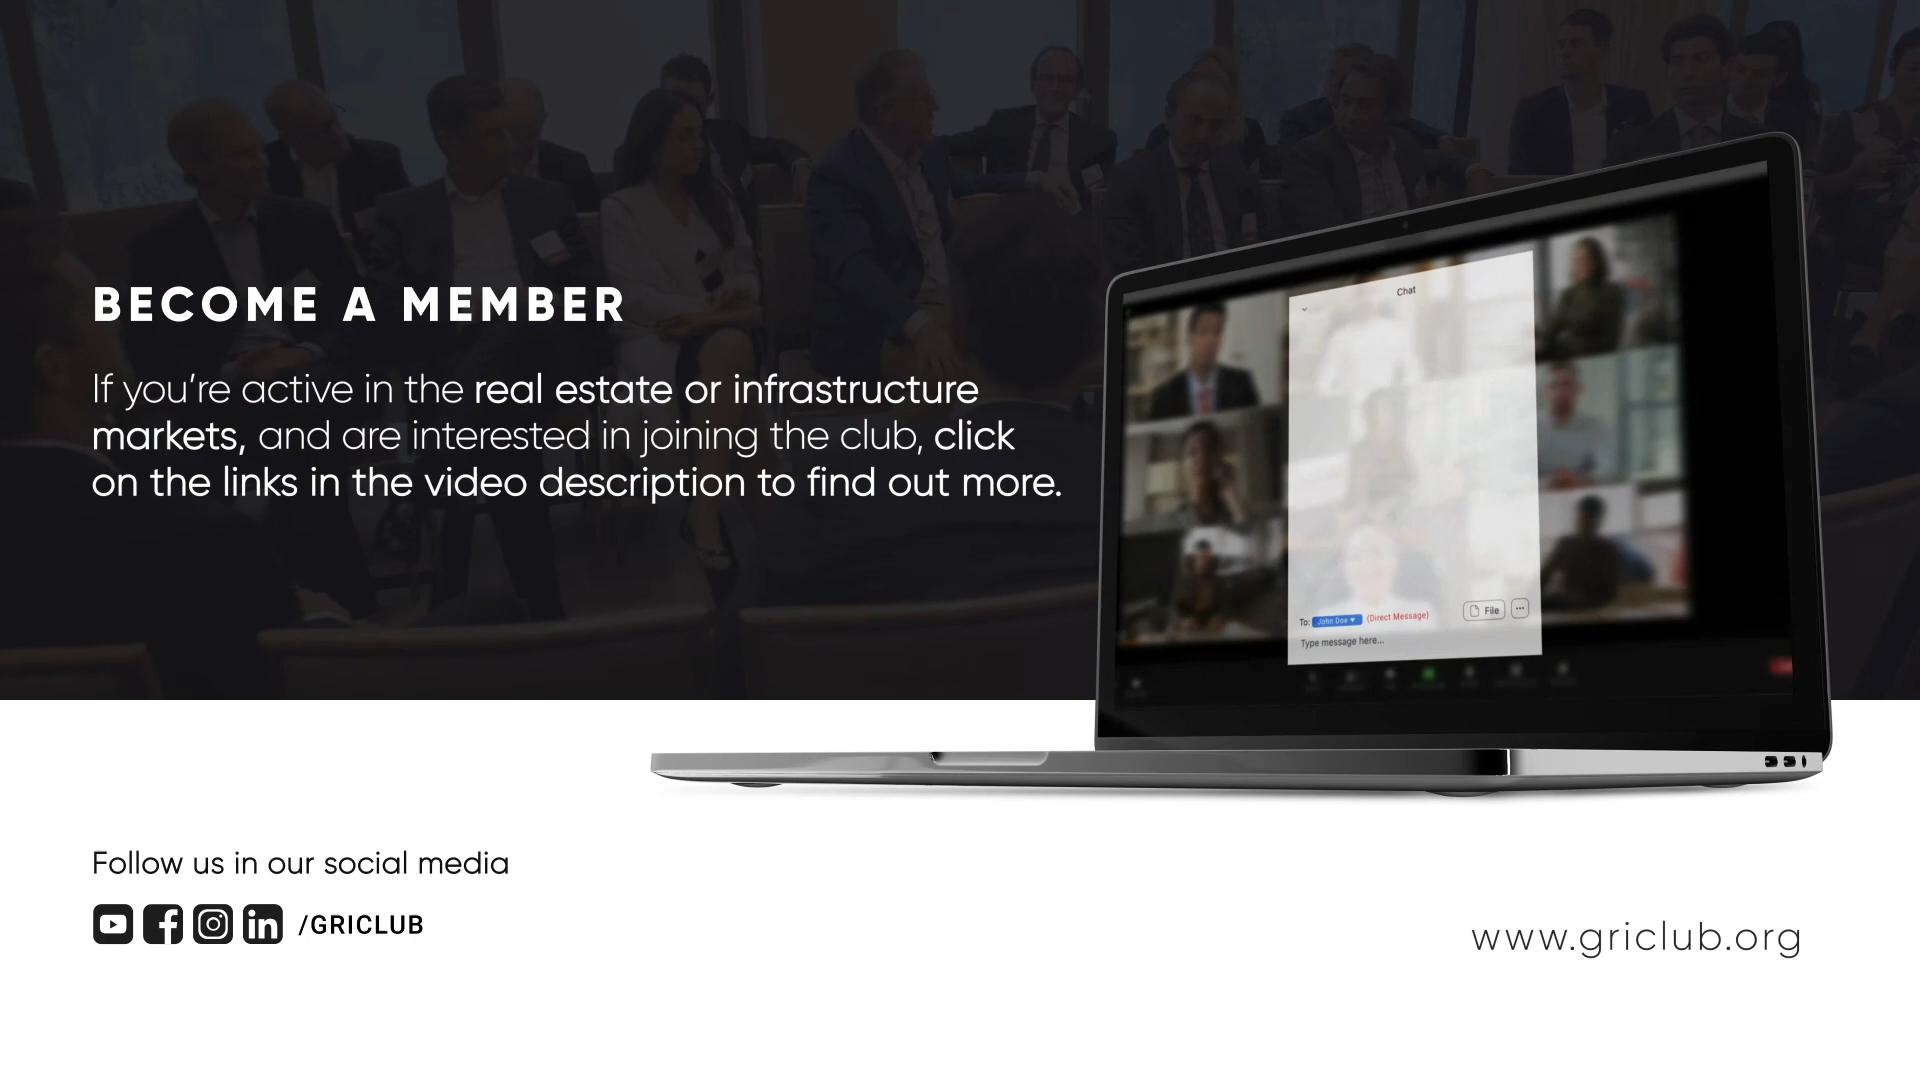 BECOME A MEMBER
If you're active in the real estate or infrastructure
markets, and are interested in joining the club, click
on the links in the video description to find out more.
Chat
File
To: John Doe (Direct Message)
Type message here...
Follow us in our social media
/GRICLUB
www.griclub.org